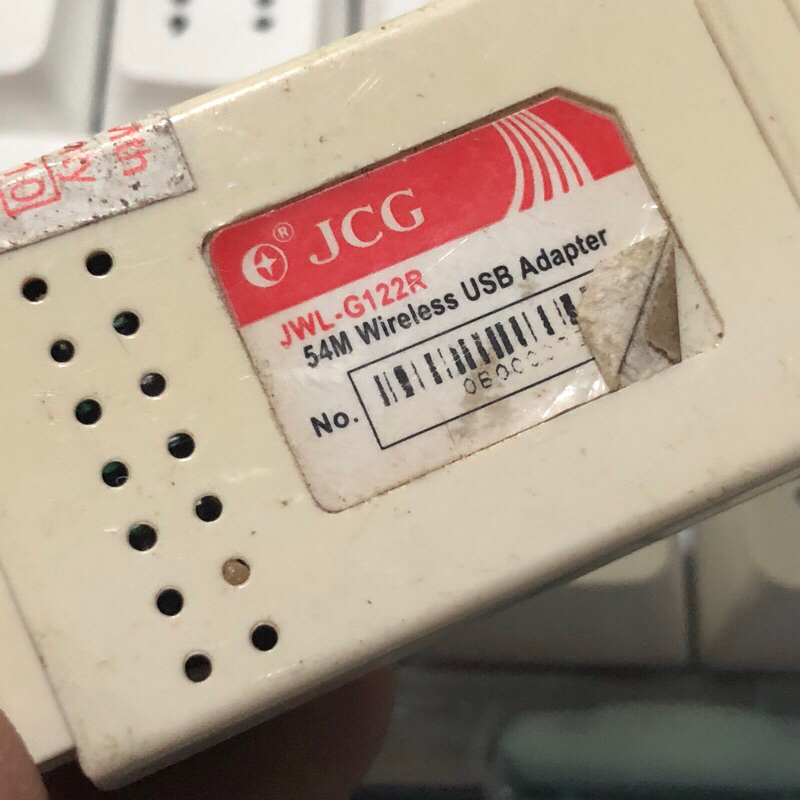 ® JCG
JWL-G122R
54M Wireless USB Adapter
No.